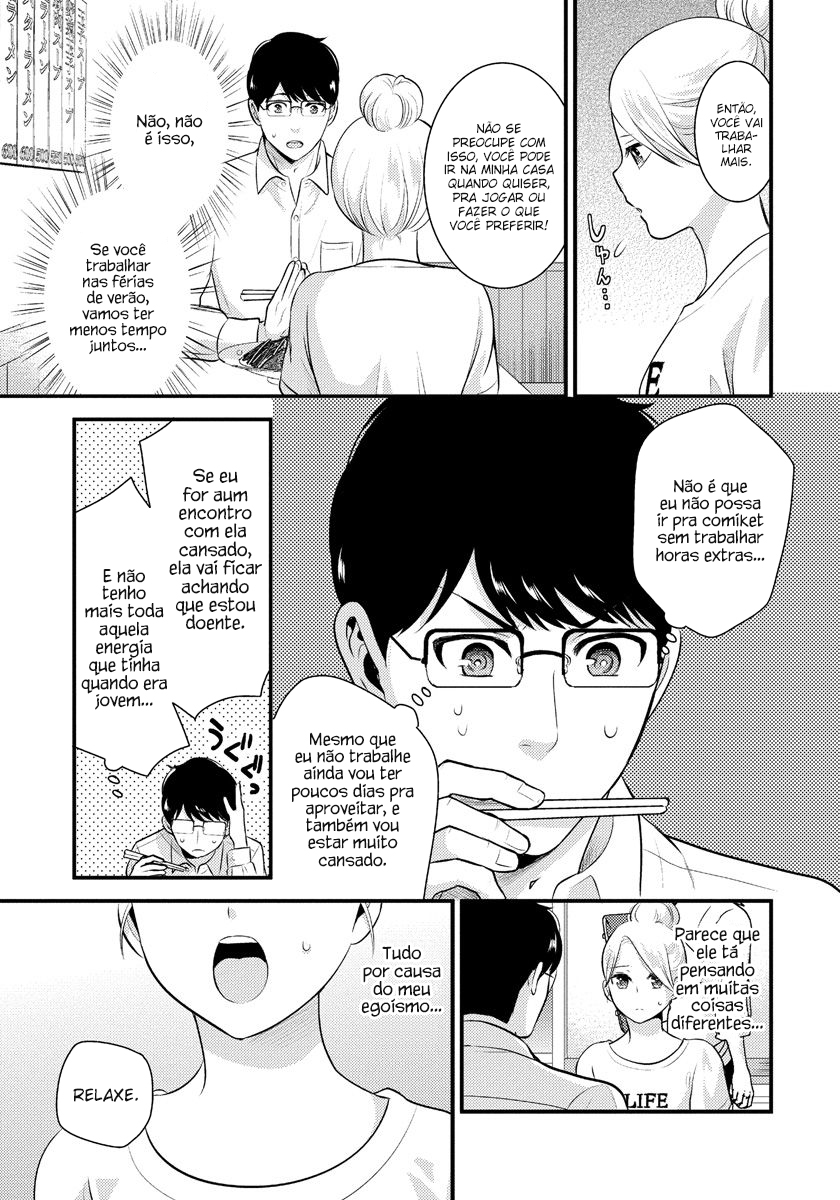 ENTÃO,
VOCÊ VAI
TRABA-
LHAR
MAIS.
しゅん…
E
NÃO SE
PREOCUPE COM
ISSO, VOCÊ PODE
IR NA MINHA CASA
QUANDO QUISER,
PRA JOGAR OU
FAZER O QUE
VOCÊ PREFERIR!
Não, não
é isso,
Se você
trabalhar
nas férias
de verão,
vamos ter
menos tempo
juntos...
Não é que
eu não possa
ir pra comiket
sem trabalhar
horas extras...
Mesmo que
eu não trabalhe
ainda vou ter
poucos dias pra
aproveitar, e
também vou
estar muito
cansado.
Se eu
for aum
encontro
com ela
cansado,
ela vai ficar
achando
que estou
doente.
E não
tenho
mais toda
aquela
energia
que tinha
quando era
jovem...
うぐぐ…
Parece que
ele tá
pensando
em muitas
coisas
diferentes...
LIFE
Tudo
por causa
do meu
egoísmo...
RELAXE.